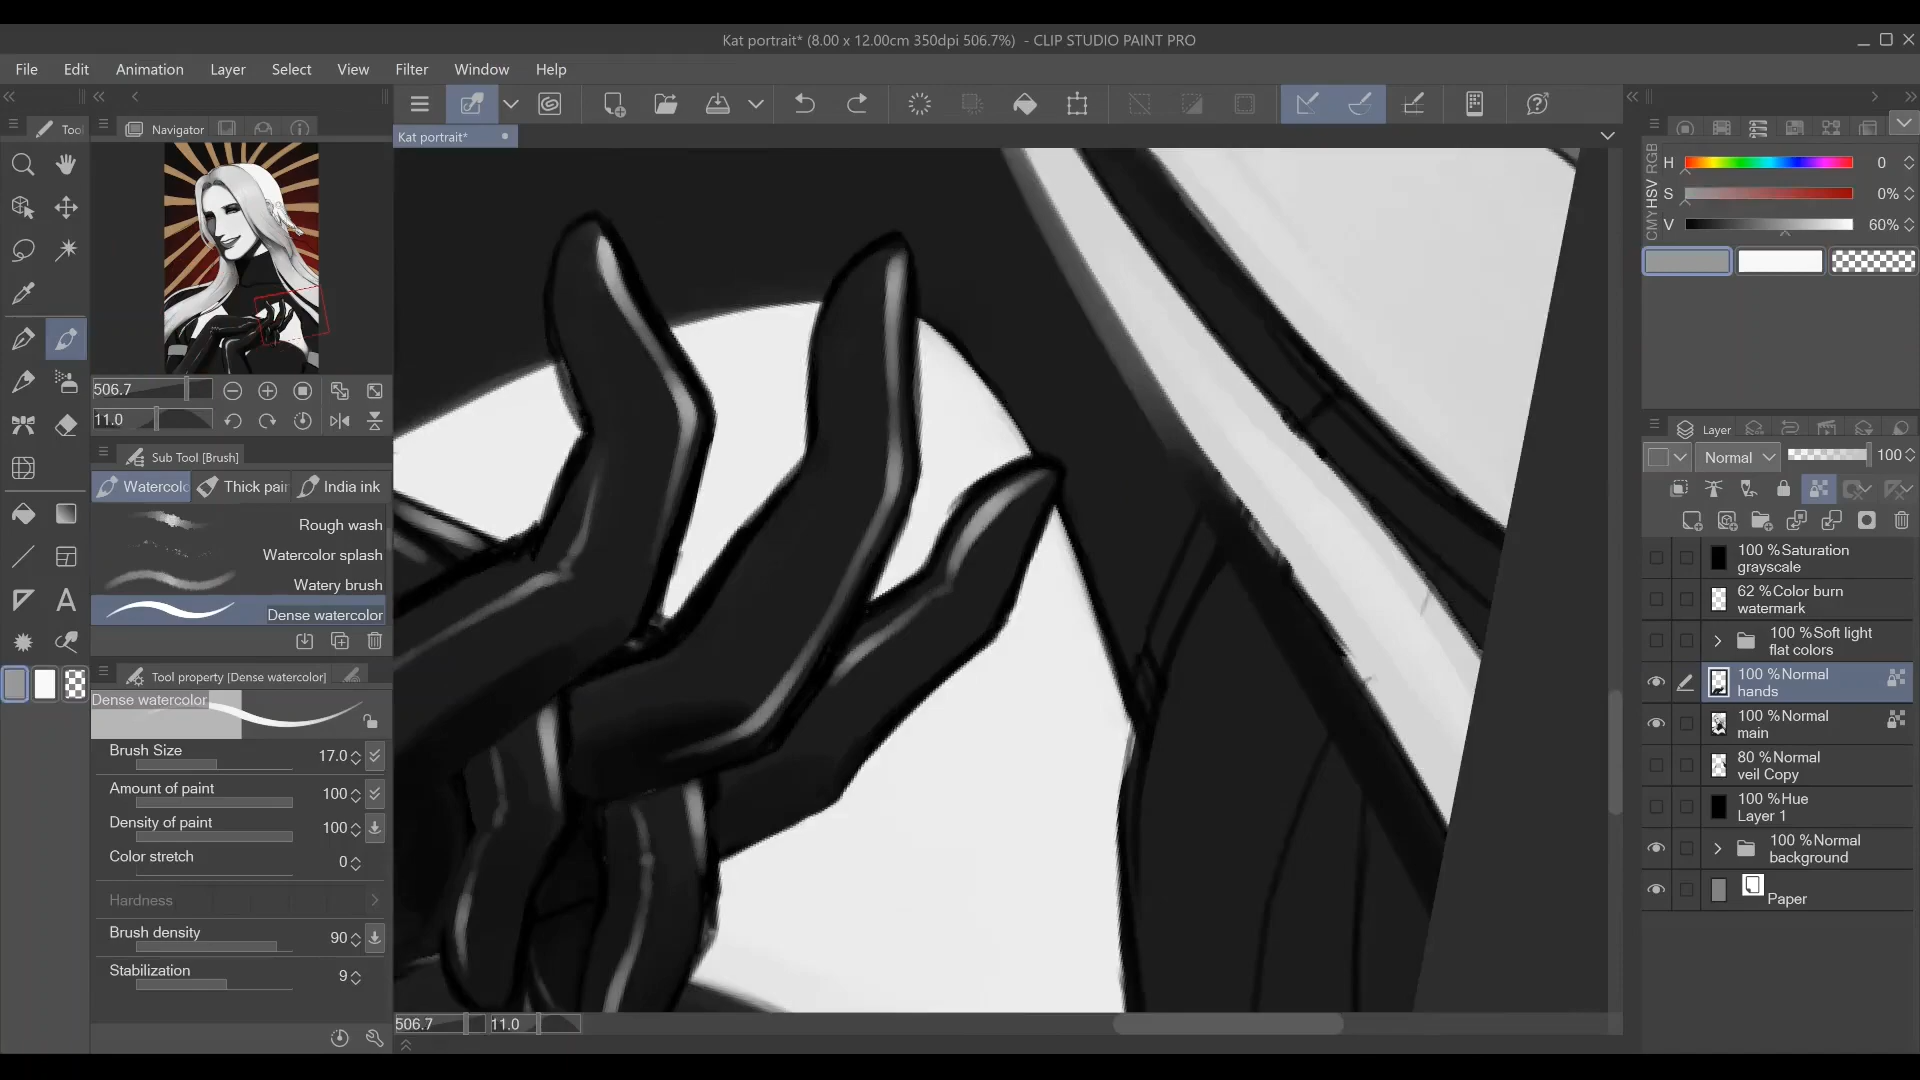 Kat portrait* (8.00 x 12.00cm 350dpi 506.7%) - CLIP STUDIO PAINT PRO
File Edit Animation Layer Select View Filter Window Help
Kat portrait*
Navigator
506.7
11.0
Sub Tool [Brush]
Thick pair India ink
Rough wash
Watercolor splash
Watery brush
Dense watercolor
Tool property [Dense watercolor]
Dense watercolor
Brush Size 17.0
Amount of paint 100
Density of paint 100
Color stretch 0
Hardness
Brush density 90
Stabilization 9
506.7 11.0
RGB
HSV
CMY
H 0
S 0%
V 60%
Layer
Normal 100
100 %Saturation
grayscale
62 %Color burn
watermark
100 %Soft light
flat colors
100 %Normal
hands
100 %Normal
main
80 %Normal
veil Copy
100 %Hue
Layer 1
100 %Normal
background
Paper